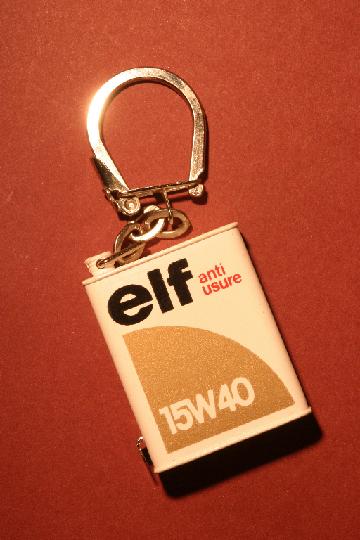 elf
anti
usure
15W40